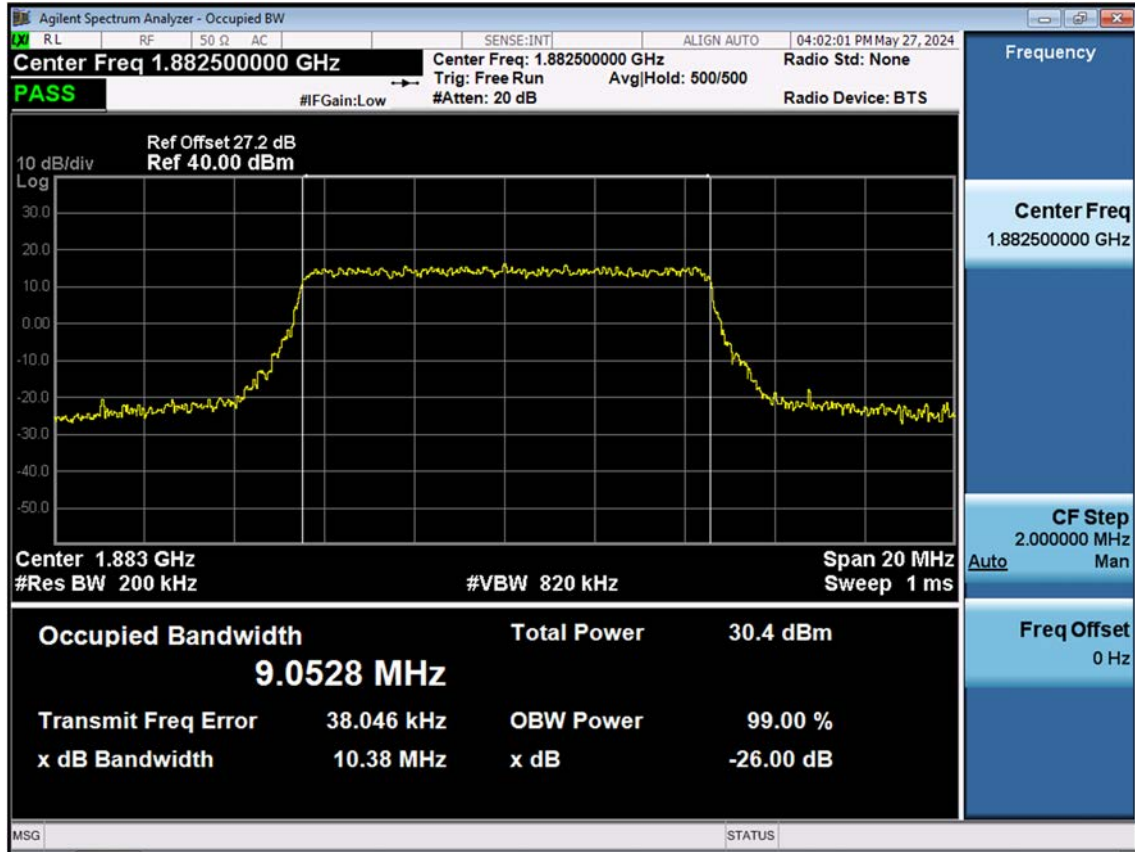 Agilent Spectrum Analyzer - Occupied BW
LXI RL RF 50 Ω AC SENSE:INT ALIGN AUTO 04:02:01 PM May 27, 2024
Center Freq 1.882500000 GHz
Center Freq: 1.882500000 GHz Radio Std: None
Trig: Free Run Avg|Hold: 500/500
PASS #IFGain:Low #Atten: 20 dB Radio Device: BTS
Ref Offset 27.2 dB
10 dB/div Ref 40.00 dBm
Log
30.0
20.0
10.0
0.00
-10.0
-20.0
-30.0
-40.0
-50.0
Center 1.883 GHz Span 20 MHz
#Res BW 200 kHz #VBW 820 kHz Sweep 1 ms
Occupied Bandwidth Total Power 30.4 dBm
9.0528 MHz
Transmit Freq Error 38.046 kHz OBW Power 99.00 %
x dB Bandwidth 10.38 MHz x dB -26.00 dB
MSG STATUS
Frequency
Center Freq
1.882500000 GHz
CF Step
2.000000 MHz
Auto Man
Freq Offset
0 Hz